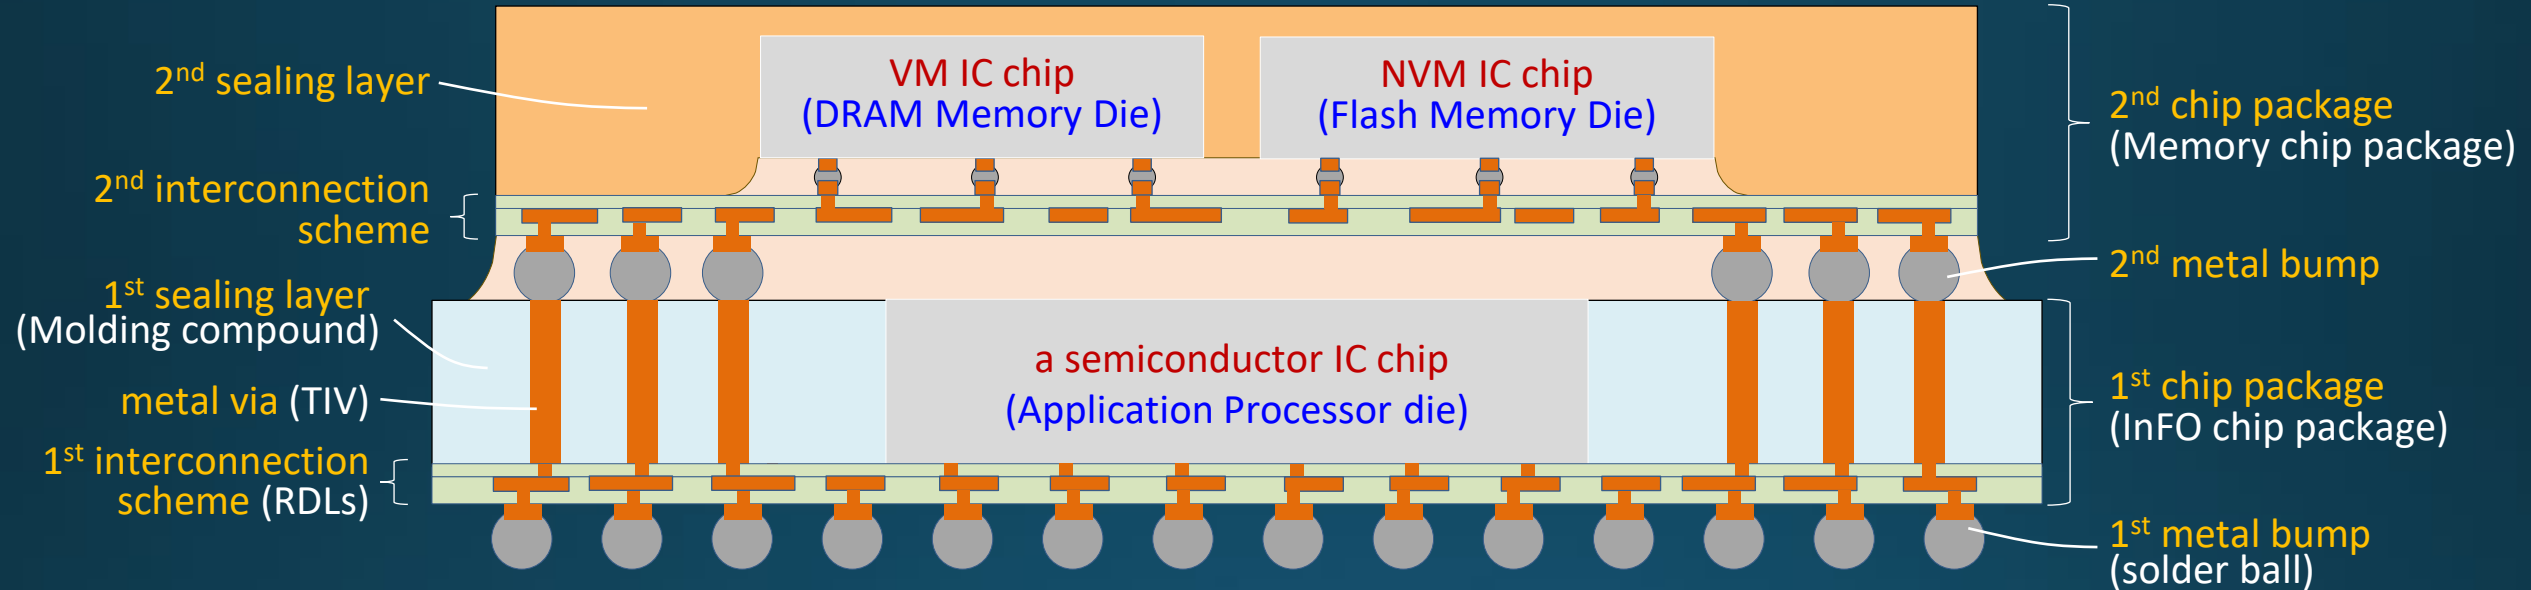 2nd sealing layer
2nd interconnection
scheme
1st sealing layer
(Molding compound)
metal via (TIV)
1st interconnection
scheme (RDLs)
VM IC chip
(DRAM Memory Die)
NVM IC chip
(Flash Memory Die)
a semiconductor IC chip
(Application Processor die)
2nd chip package
(Memory chip package)
2nd metal bump
1st chip package
(InFO chip package)
1st metal bump
(solder ball)